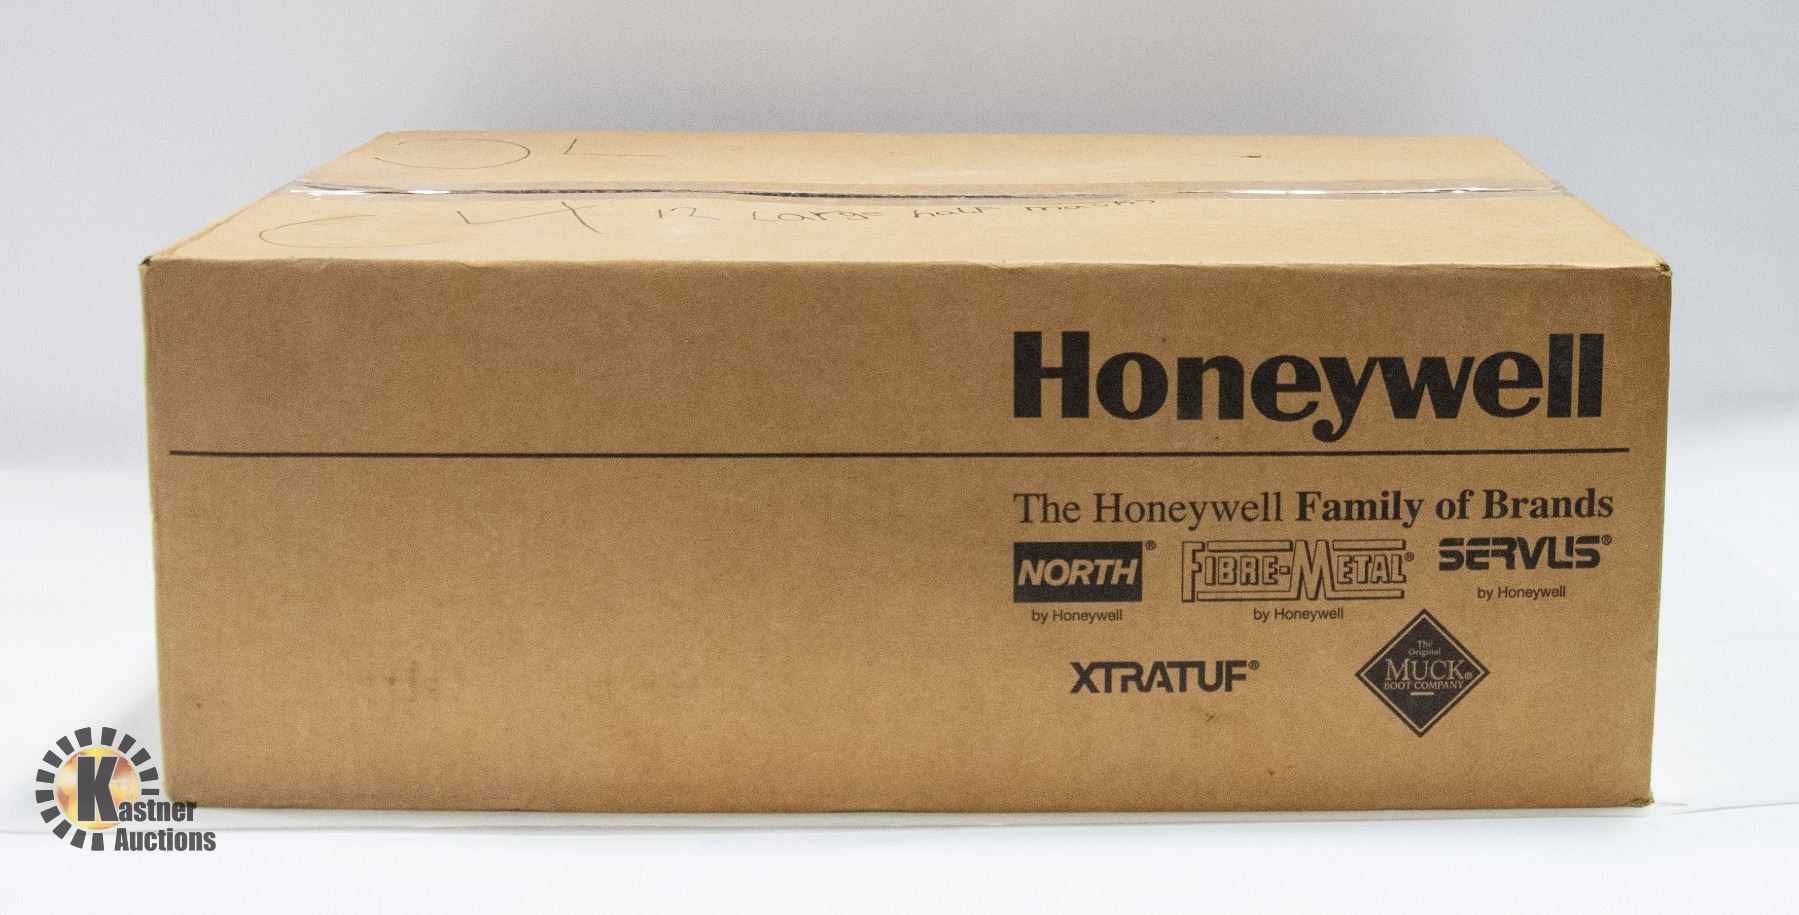 12 Large half masks
Honeywell
The Honeywell Family of Brands
NORTH® FIBRE-METAL® SERVUS®
by Honeywell by Honeywell by Honeywell
XTRATUF®
The
Original
MUCK®
BOOT COMPANY
Kastner
Auctions